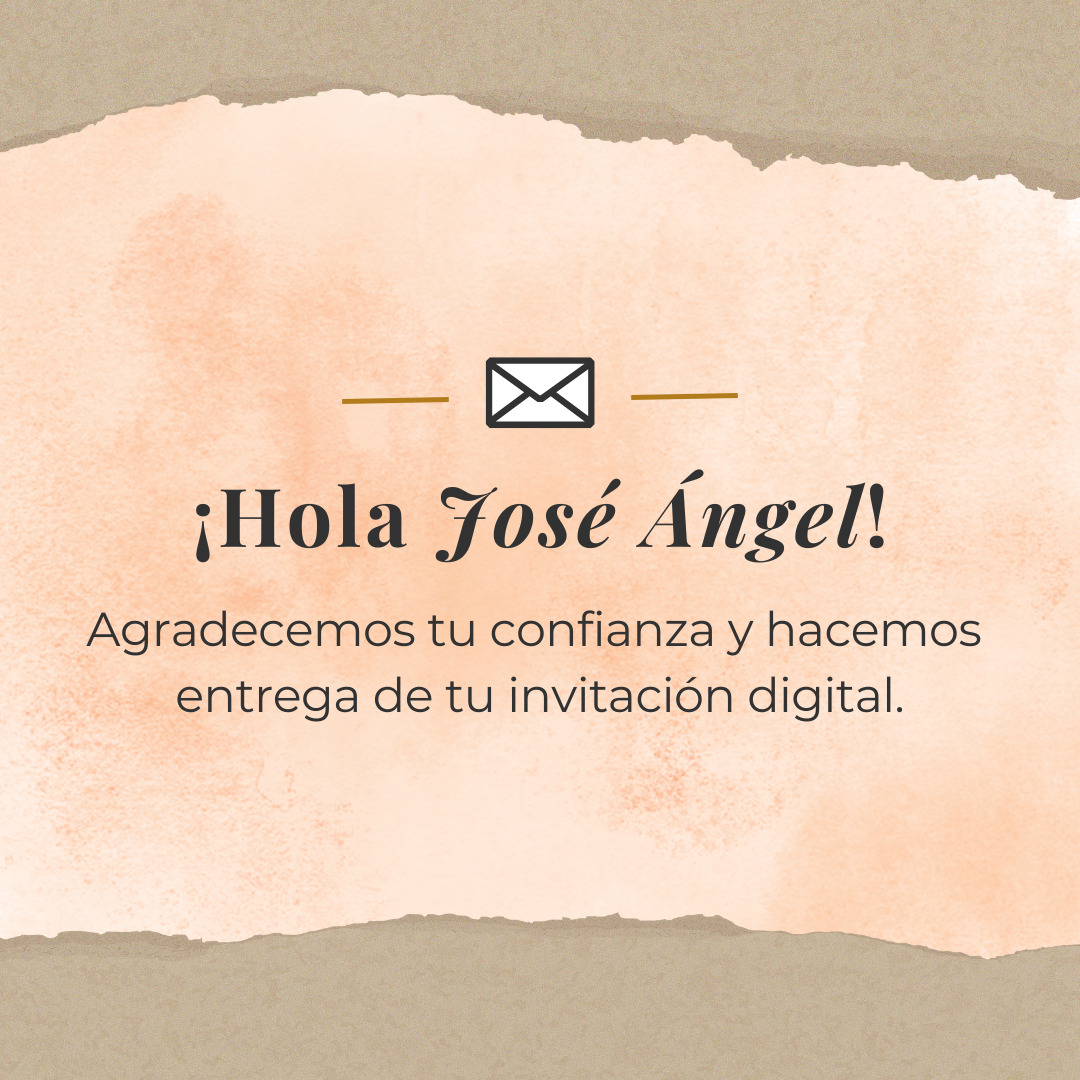 ¡Hola José Ángel!
Agradecemos tu confianza y hacemos
entrega de tu invitación digital.